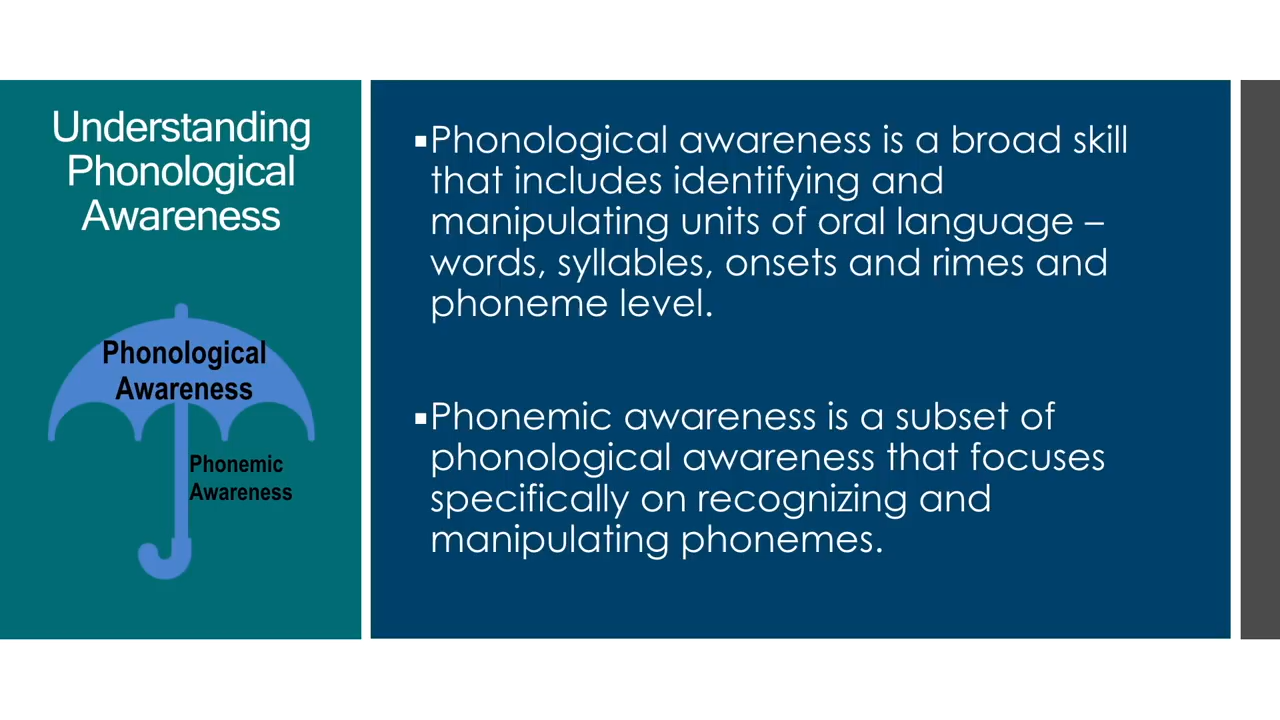 Understanding
Phonological
Awareness
Phonological
Awareness
Phonemic
Awareness
▪Phonological awareness is a broad skill
that includes identifying and
manipulating units of oral language –
words, syllables, onsets and rimes and
phoneme level.
▪Phonemic awareness is a subset of
phonological awareness that focuses
specifically on recognizing and
manipulating phonemes.